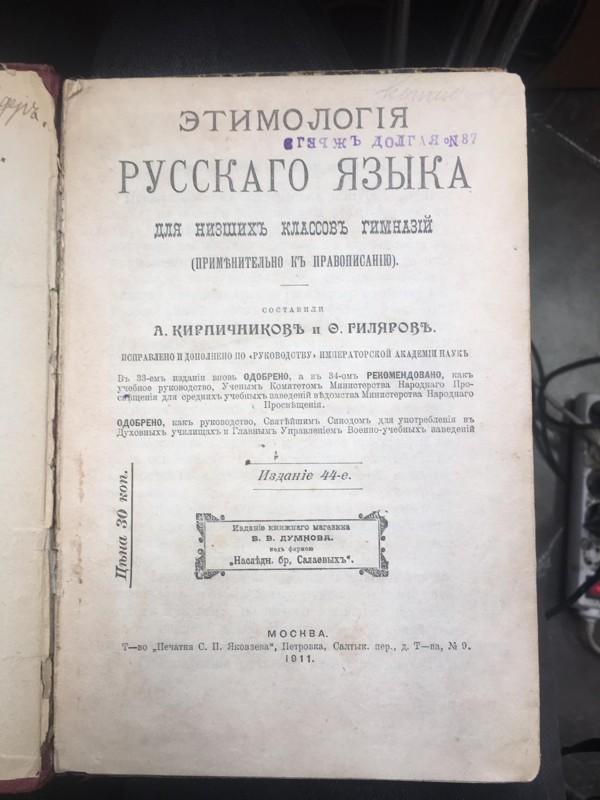 ЭТИМОЛОГІЯ
ДОЛГАЯ № 87
РУССКАГО ЯЗЫКА
ДЛЯ НИЗШИХЪ КЛАССОВЪ ГИМНАЗІЙ
(ПРИМѢНИТЕЛЬНО КЪ ПРАВОПИСАНІЮ).
СОСТАВИЛИ
А. КИРПИЧНИКОВЪ и Ѳ. ГИЛЯРОВЪ.
ИСПРАВЛЕНО И ДОПОЛНЕНО ПО «РУКОВОДСТВУ» ИМПЕРАТОРСКОЙ АКАДЕМІИ НАУКЪ
Въ 33-емъ изданіи вновь ОДОБРЕНО, а въ 34-омъ РЕКОМЕНДОВАНО, какъ
учебное руководство, Ученымъ Комитетомъ Министерства Народнаго Про-
свѣщенія для среднихъ учебныхъ заведеній вѣдомства Министерства Народнаго
Просвѣщенія.
ОДОБРЕНО, какъ руководство, Святѣйшимъ Синодомъ для употребленія въ
Духовныхъ училищахъ и Главнымъ Управленіемъ Военно-учебныхъ заведеній
Изданіе 44-е.
Цѣна 30 коп.
Изданіе книжнаго магазина
В. В. ДУМНОВА.
подъ фирмою
„Наслѣдн. бр, Салаевыхъ".
МОСКВА.
Т—во „Печатня С. П. Яковлева", Петровка, Салтык. пер., д. Т—ва, № 9.
1911.